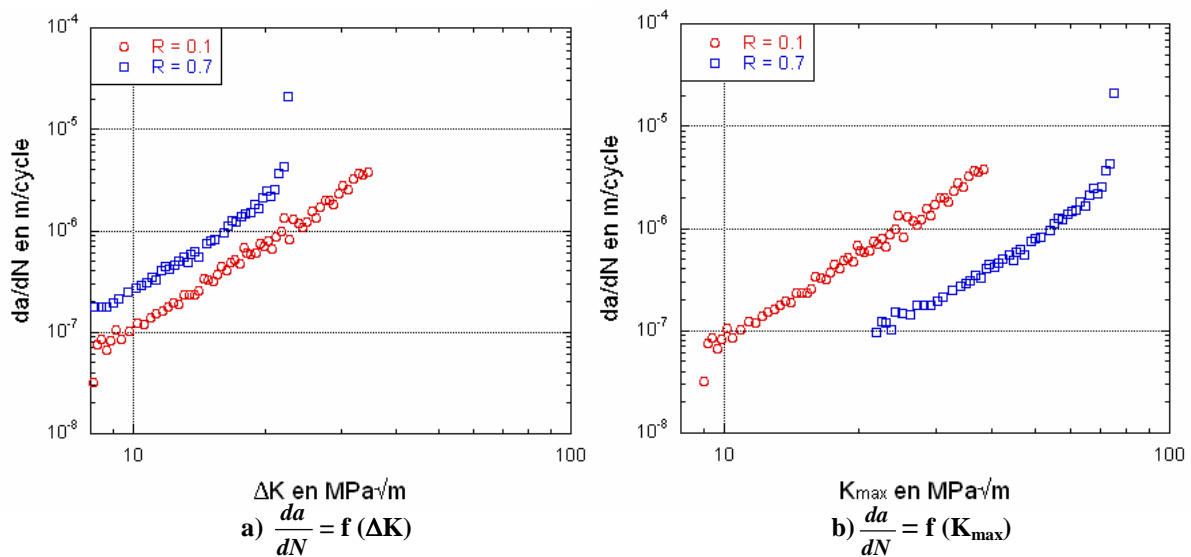 10⁻⁴
R = 0.1
R = 0.7
10⁻⁵
10⁻⁶
10⁻⁷
10⁻⁸
da/dN en m/cycle
10
100
ΔK en MPa√m
a) da/dN = f (ΔK)
10⁻⁴
R = 0.1
R = 0.7
10⁻⁵
10⁻⁶
10⁻⁷
10⁻⁸
da/dN en m/cycle
10
100
Kmax en MPa√m
b) da/dN = f (Kmax)